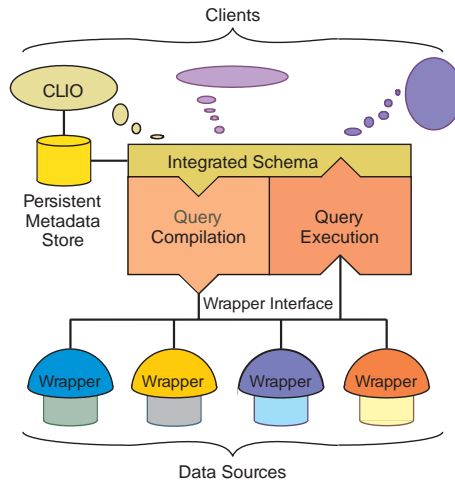 Clients
CLIO
Integrated Schema
Persistent
Metadata
Store
Query
Compilation
Query
Execution
Wrapper Interface
Wrapper
Wrapper
Wrapper
Wrapper
Data Sources